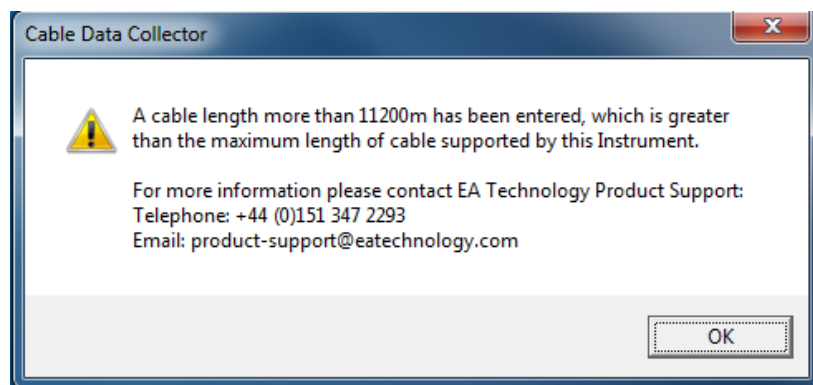 Cable Data Collector
A cable length more than 11200m has been entered, which is greater
than the maximum length of cable supported by this Instrument.
For more information please contact EA Technology Product Support:
Telephone: +44 (0)151 347 2293
Email: product-support@eatechnology.com
OK